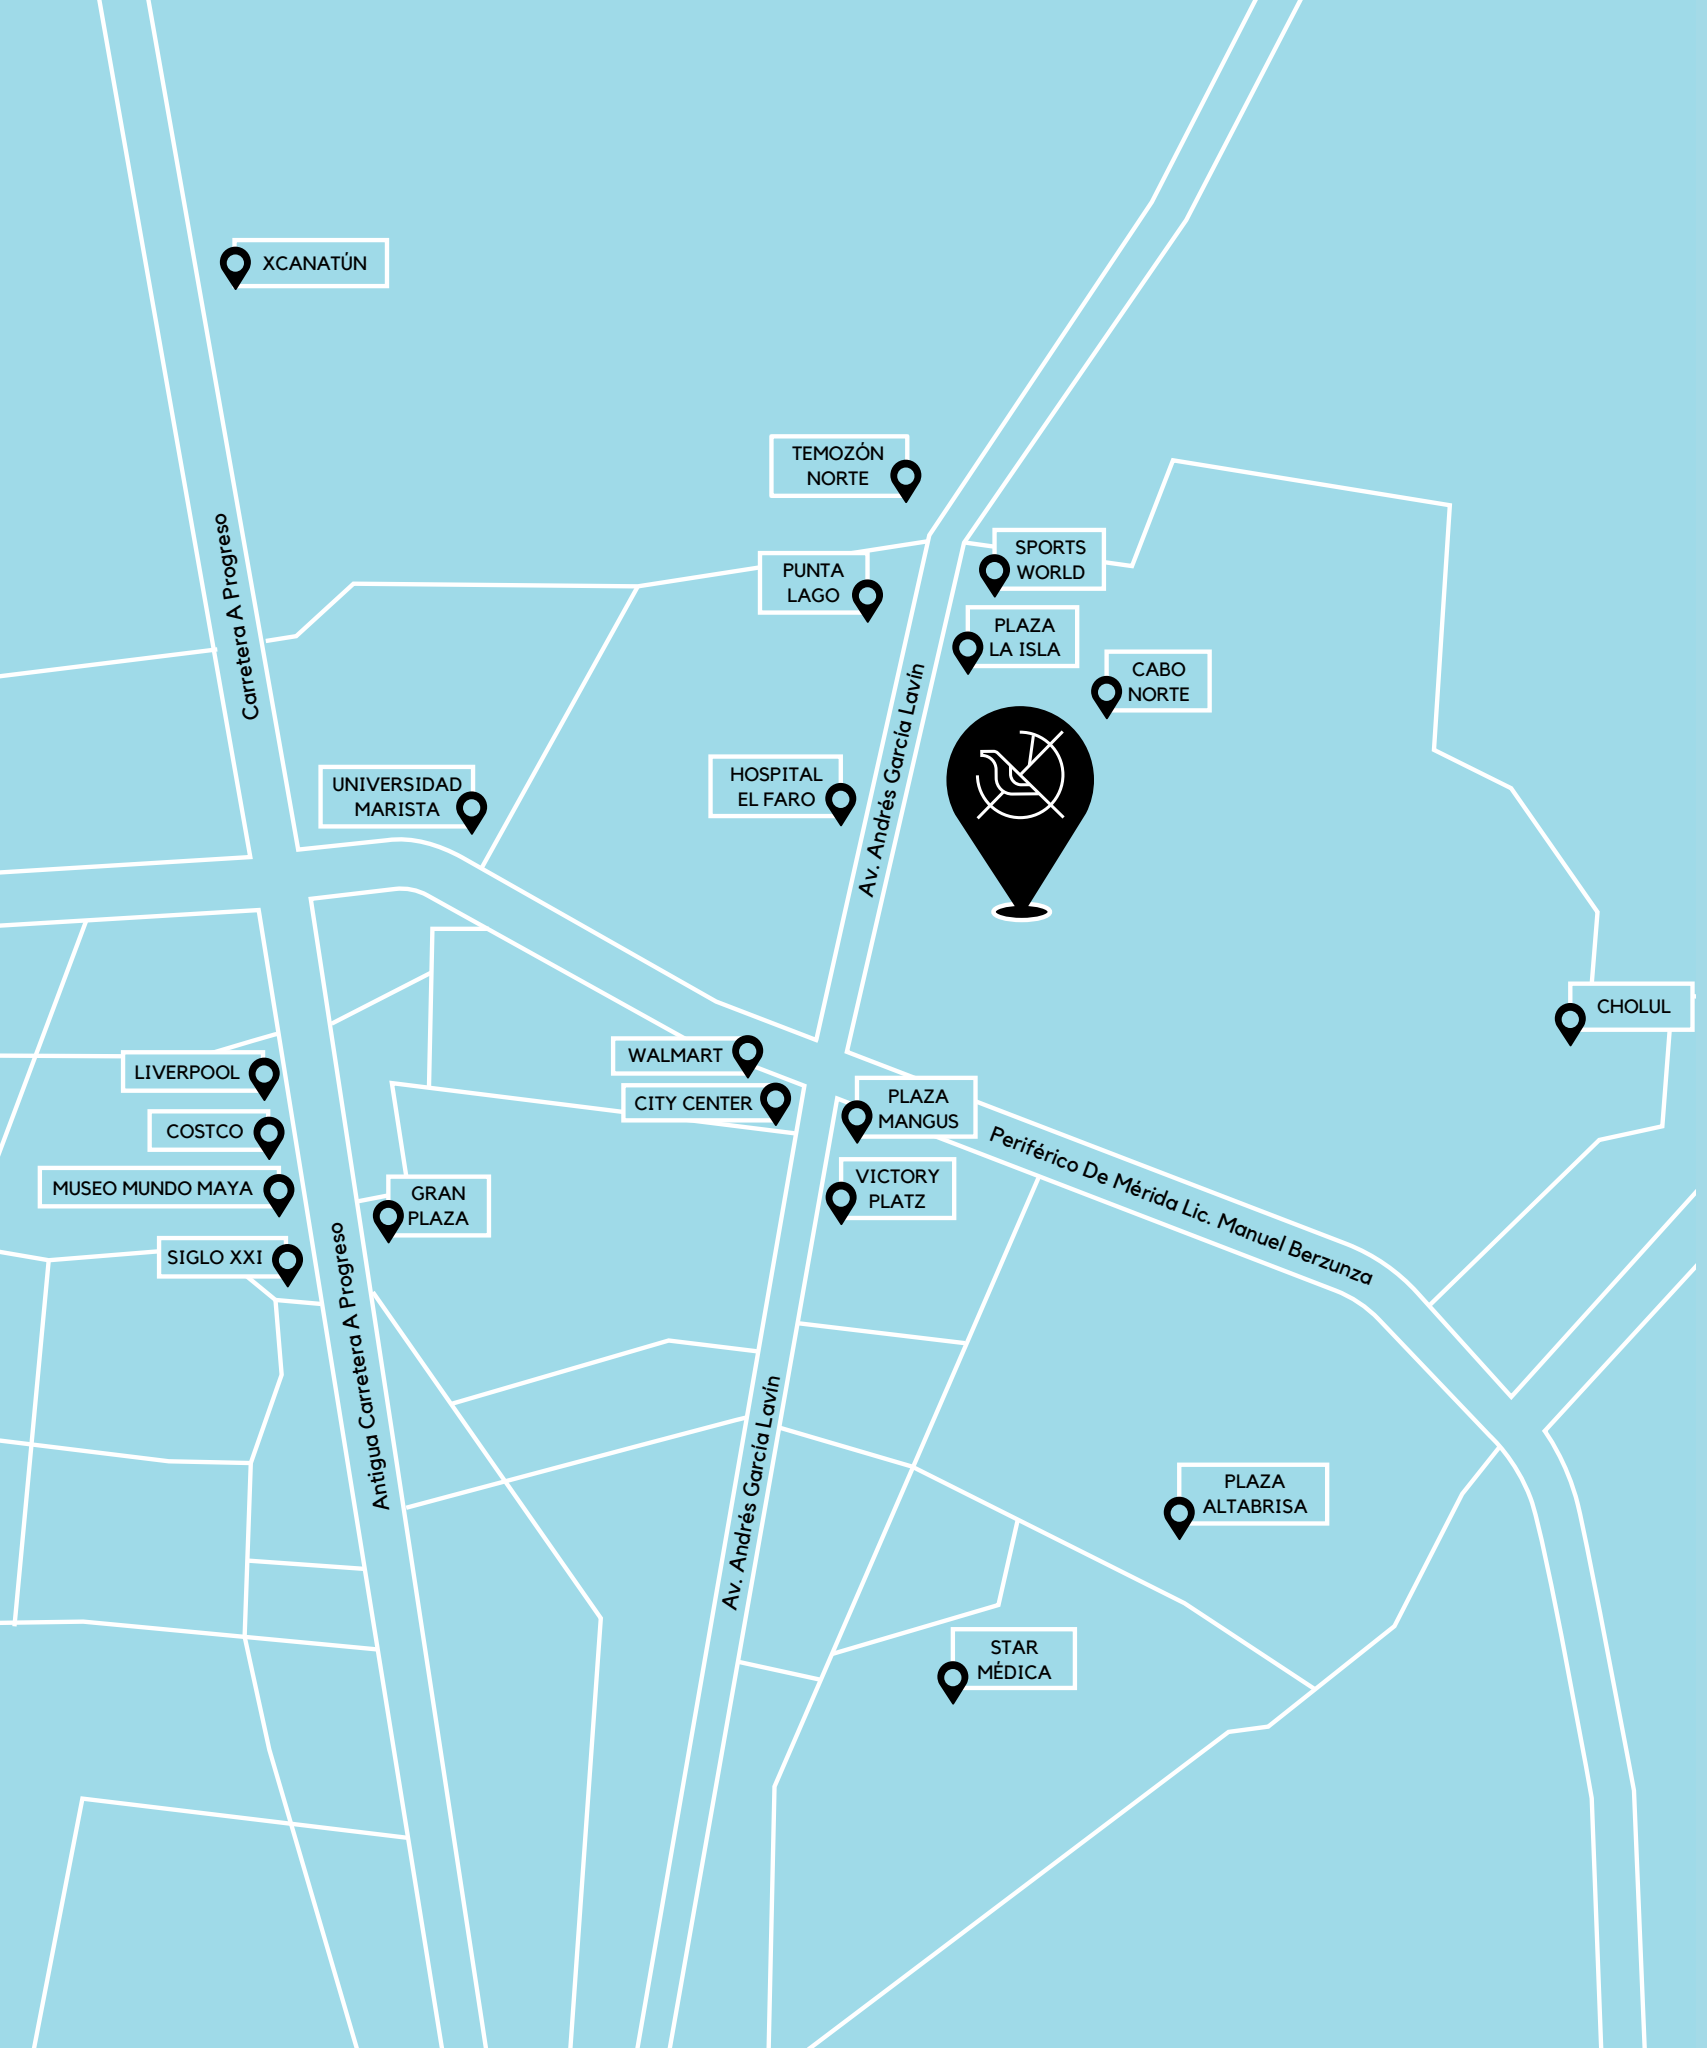 XCANATÚN
TEMOZÓN
NORTE
Carretera A Progreso
SPORTS
WORLD
PUNTA
LAGO
PLAZA
LA ISLA
CABO
NORTE
Av. Andrés García Lavín
HOSPITAL
EL FARO
UNIVERSIDAD
MARISTA
CHOLUL
WALMART
LIVERPOOL
CITY CENTER
PLAZA
MANGUS
COSTCO
Periférico De Mérida Lic. Manuel Berzunza
MUSEO MUNDO MAYA
GRAN
PLAZA
VICTORY
PLATZ
SIGLO XXI
Antigua Carretera A Progreso
Av. Andrés García Lavín
PLAZA
ALTABRISA
STAR
MÉDICA